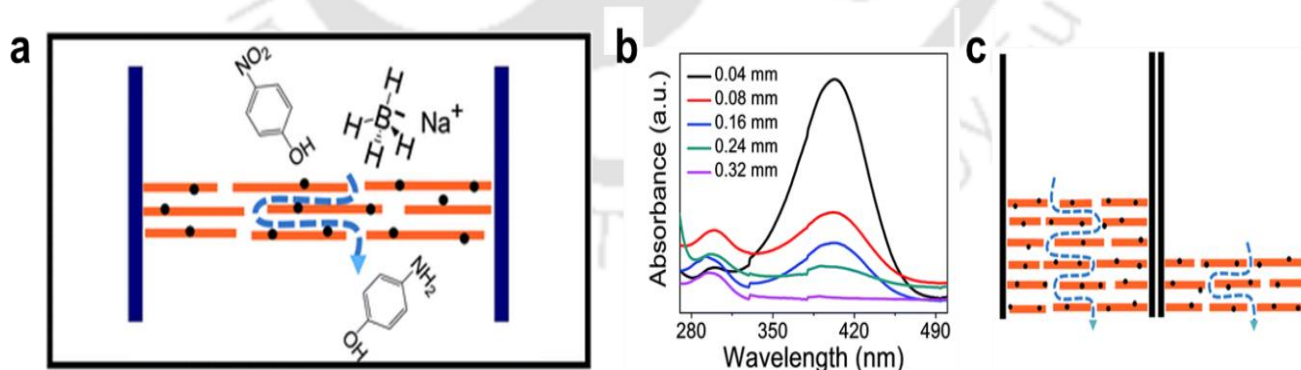 a
NO2
OH
H
H B - Na+
H H
NH2
OH
b
0.04 mm
0.08 mm
0.16 mm
0.24 mm
0.32 mm
Absorbance (a.u.)
280 350 420 490
Wavelength (nm)
c